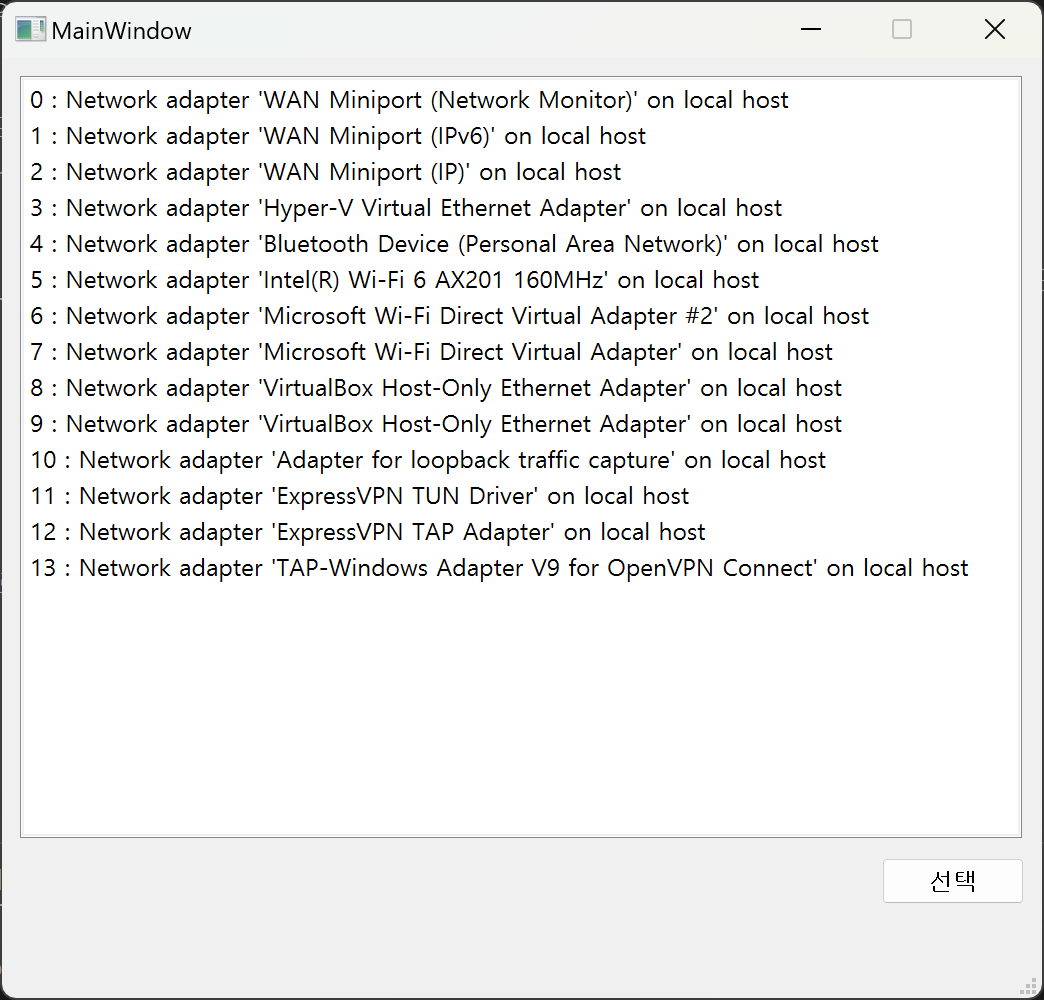 MainWindow
0 : Network adapter 'WAN Miniport (Network Monitor)' on local host
1 : Network adapter 'WAN Miniport (IPv6)' on local host
2 : Network adapter 'WAN Miniport (IP)' on local host
3 : Network adapter 'Hyper-V Virtual Ethernet Adapter' on local host
4 : Network adapter 'Bluetooth Device (Personal Area Network)' on local host
5 : Network adapter 'Intel(R) Wi-Fi 6 AX201 160MHz' on local host
6 : Network adapter 'Microsoft Wi-Fi Direct Virtual Adapter #2' on local host
7 : Network adapter 'Microsoft Wi-Fi Direct Virtual Adapter' on local host
8 : Network adapter 'VirtualBox Host-Only Ethernet Adapter' on local host
9 : Network adapter 'VirtualBox Host-Only Ethernet Adapter' on local host
10 : Network adapter 'Adapter for loopback traffic capture' on local host
11 : Network adapter 'ExpressVPN TUN Driver' on local host
12 : Network adapter 'ExpressVPN TAP Adapter' on local host
13 : Network adapter 'TAP-Windows Adapter V9 for OpenVPN Connect' on local host
선택